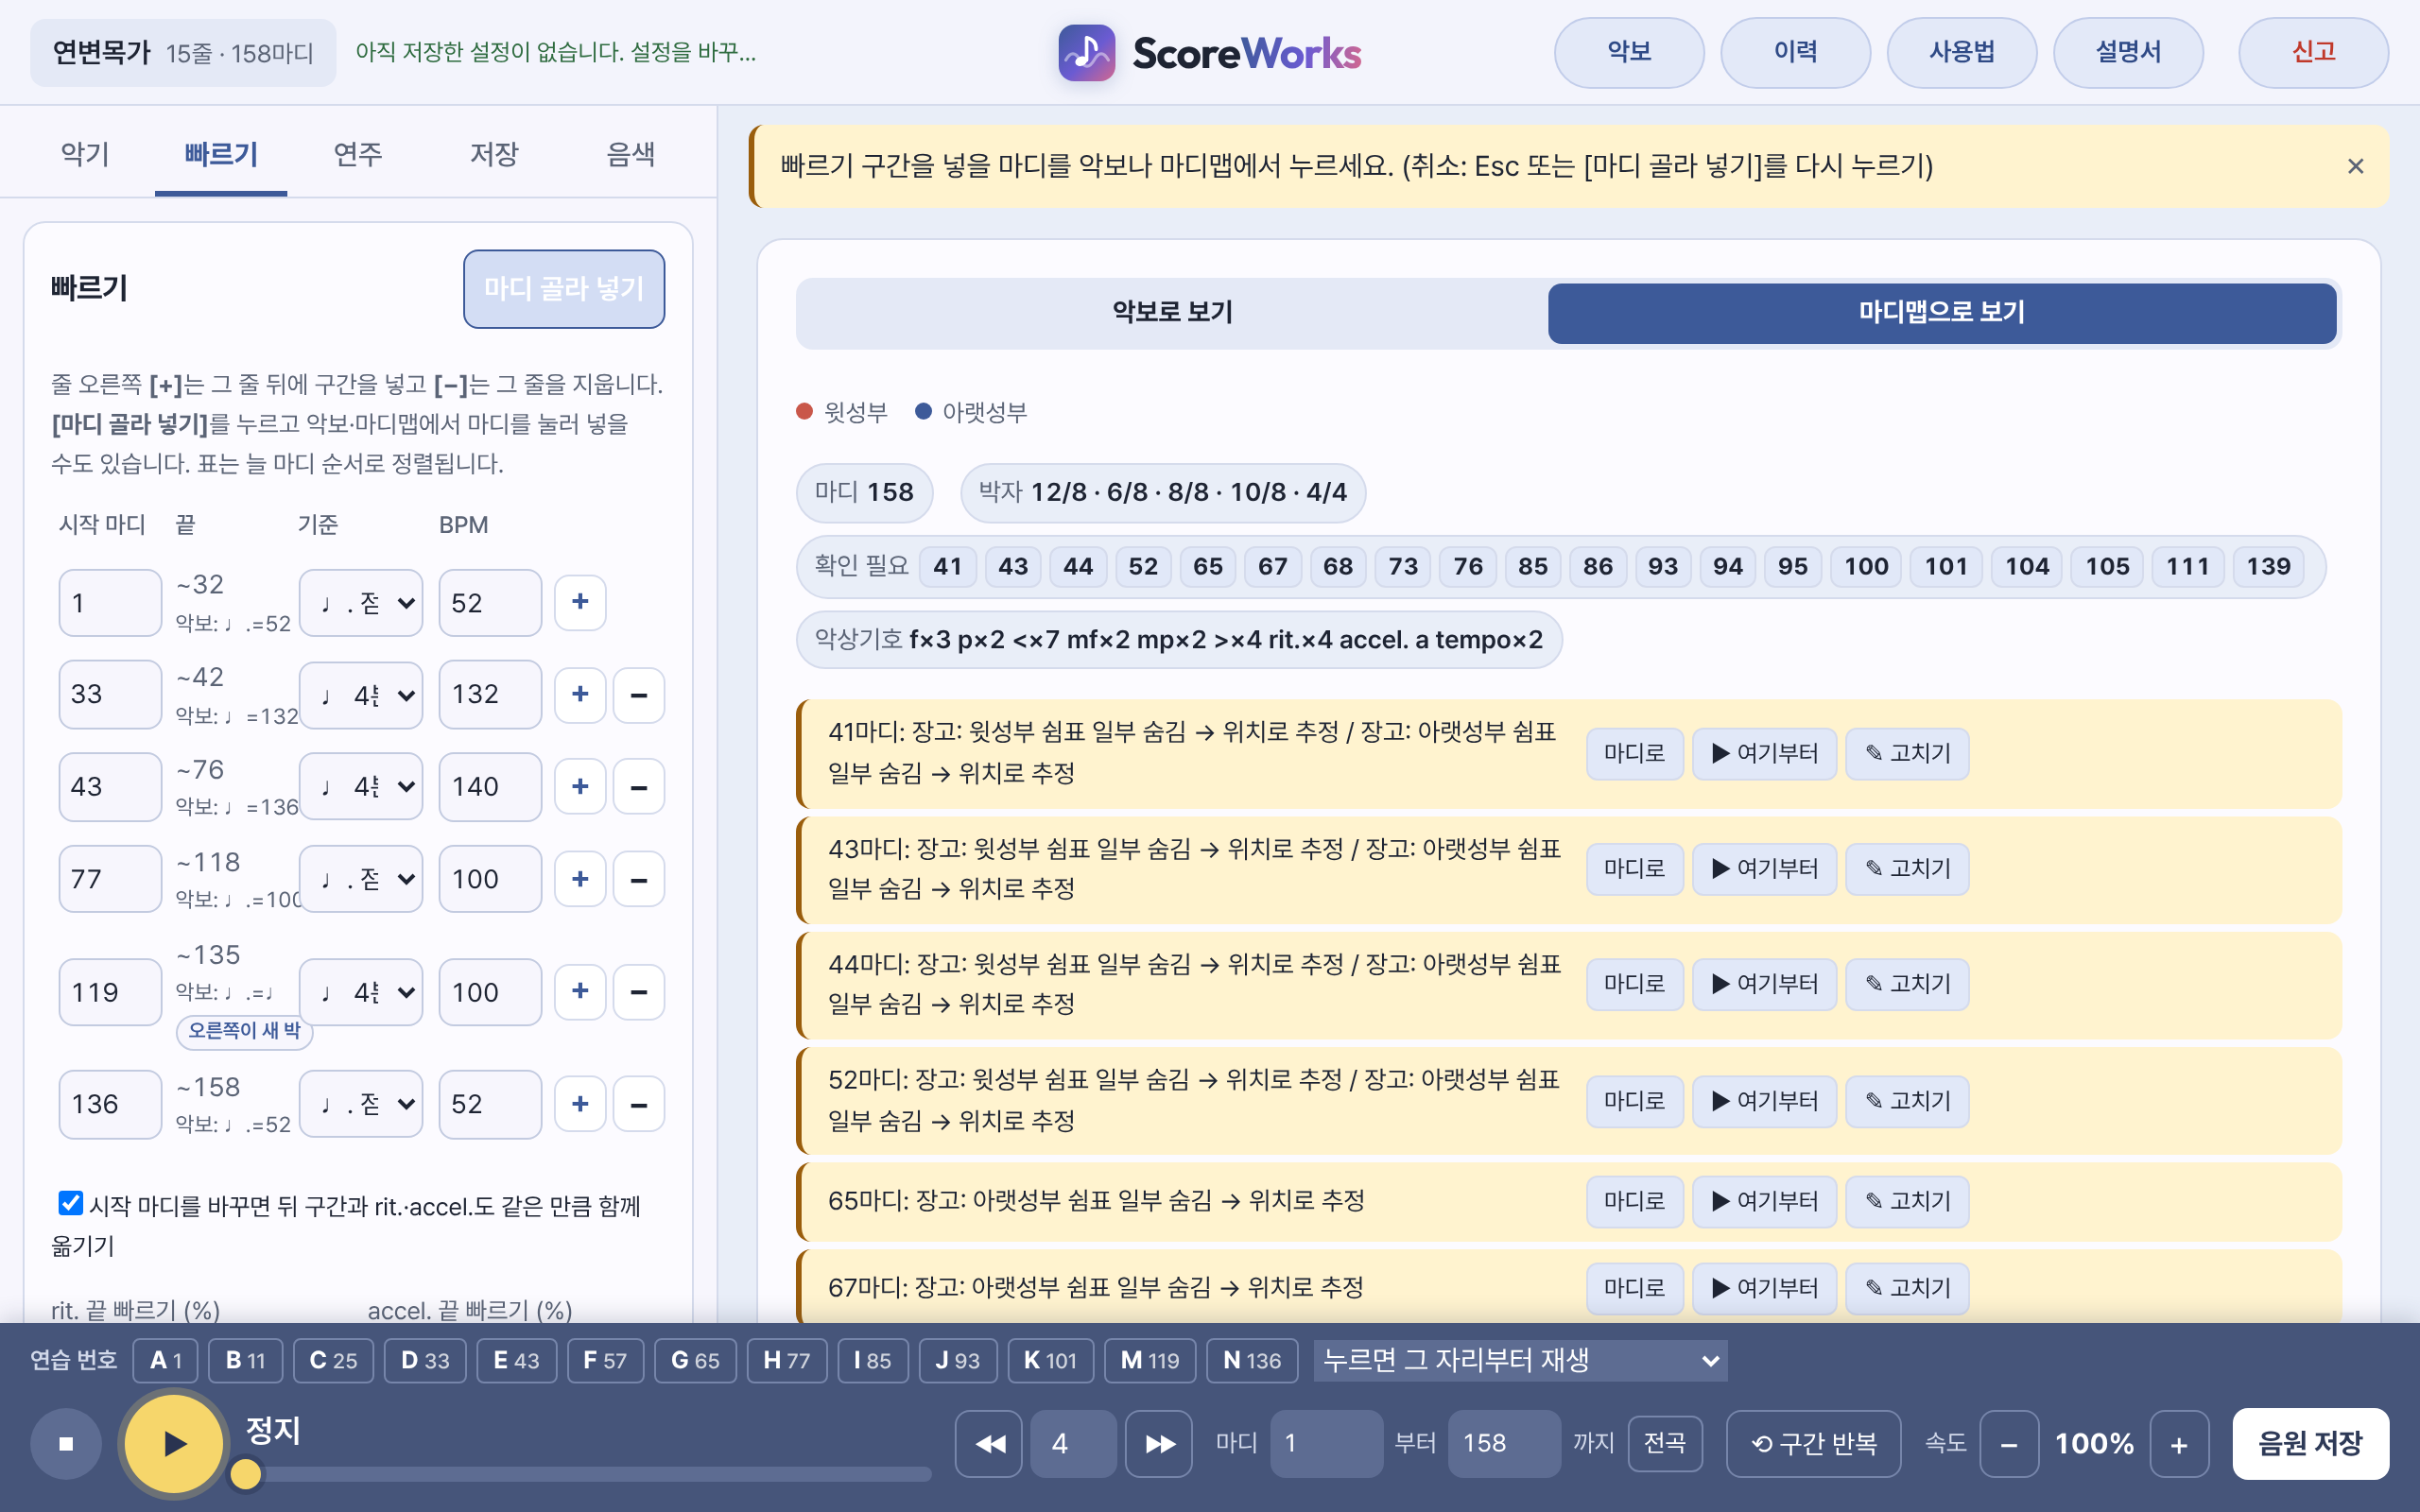 연변목가 15줄 · 158마디
아직 저장한 설정이 없습니다. 설정을 바꾸...
ScoreWorks
악보 이력 사용법 설명서 신고
악기 빠르기 연주 저장 음색
빠르기 구간을 넣을 마디를 악보나 마디맵에서 누르세요. (취소: Esc 또는 [마디 골라 넣기]를 다시 누르기) ×
빠르기
마디 골라 넣기
줄 오른쪽 [+]는 그 줄 뒤에 구간을 넣고 [−]는 그 줄을 지웁니다.
[마디 골라 넣기]를 누르고 악보·마디맵에서 마디를 눌러 넣을
수도 있습니다. 표는 늘 마디 순서로 정렬됩니다.
시작 마디 끝 기준 BPM
1 ~32 ♩. 점 52 +
악보: ♩.=52
33 ~42 ♩ 4분 132 + −
악보: ♩=132
43 ~76 ♩ 4분 140 + −
악보: ♩=136
77 ~118 ♩. 점 100 + −
악보: ♩.=100
119 ~135 ♩ 4분 100 + −
악보: ♩.=♩
오른쪽이 새 박
136 ~158 ♩. 점 52 + −
악보: ♩.=52
시작 마디를 바꾸면 뒤 구간과 rit.·accel.도 같은 만큼 함께
옮기기
rit. 끝 빠르기 (%) accel. 끝 빠르기 (%)
악보로 보기 마디맵으로 보기
윗성부 아랫성부
마디 158 박자 12/8 · 6/8 · 8/8 · 10/8 · 4/4
확인 필요 41 43 44 52 65 67 68 73 76 85 86 93 94 95 100 101 104 105 111 139
악상기호 f×3 p×2 <×7 mf×2 mp×2 >×4 rit.×4 accel. a tempo×2
41마디: 장고: 윗성부 쉼표 일부 숨김 → 위치로 추정 / 장고: 아랫성부 쉼표
일부 숨김 → 위치로 추정
마디로 ▶ 여기부터 ✎ 고치기
43마디: 장고: 윗성부 쉼표 일부 숨김 → 위치로 추정 / 장고: 아랫성부 쉼표
일부 숨김 → 위치로 추정
마디로 ▶ 여기부터 ✎ 고치기
44마디: 장고: 윗성부 쉼표 일부 숨김 → 위치로 추정 / 장고: 아랫성부 쉼표
일부 숨김 → 위치로 추정
마디로 ▶ 여기부터 ✎ 고치기
52마디: 장고: 윗성부 쉼표 일부 숨김 → 위치로 추정 / 장고: 아랫성부 쉼표
일부 숨김 → 위치로 추정
마디로 ▶ 여기부터 ✎ 고치기
65마디: 장고: 아랫성부 쉼표 일부 숨김 → 위치로 추정
마디로 ▶ 여기부터 ✎ 고치기
67마디: 장고: 아랫성부 쉼표 일부 숨김 → 위치로 추정
마디로 ▶ 여기부터 ✎ 고치기
연습 번호 A 1 B 11 C 25 D 33 E 43 F 57 G 65 H 77 I 85 J 93 K 101 M 119 N 136 누르면 그 자리부터 재생
정지
4 마디 1 부터 158 까지 전곡 ⟲ 구간 반복 속도 − 100% + 음원 저장